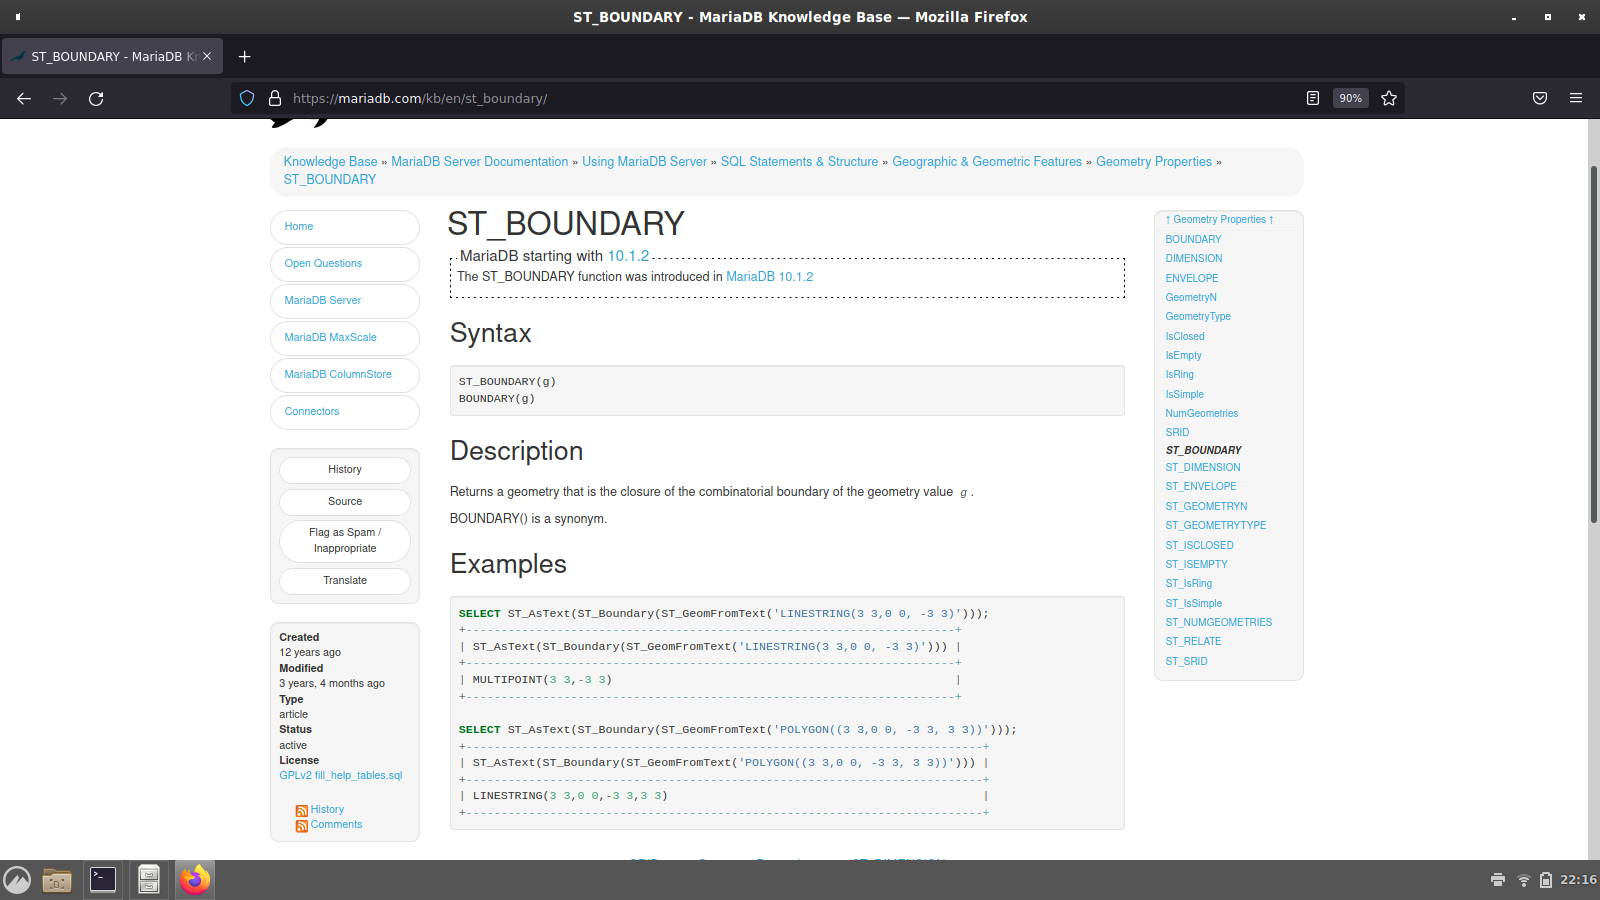 ST_BOUNDARY - MariaDB Knowledge Base — Mozilla Firefox
ST_BOUNDARY - MariaDB Kn
https://mariadb.com/kb/en/st_boundary/
90%
Knowledge Base » MariaDB Server Documentation » Using MariaDB Server » SQL Statements & Structure » Geographic & Geometric Features » Geometry Properties »
ST_BOUNDARY
Home
Open Questions
MariaDB Server
MariaDB MaxScale
MariaDB ColumnStore
Connectors
History
Source
Flag as Spam /
Inappropriate
Translate
Created
12 years ago
Modified
3 years, 4 months ago
Type
article
Status
active
License
GPLv2 fill_help_tables.sql
History
Comments
ST_BOUNDARY
MariaDB starting with 10.1.2
The ST_BOUNDARY function was introduced in MariaDB 10.1.2
Syntax
ST_BOUNDARY(g)
BOUNDARY(g)
Description
Returns a geometry that is the closure of the combinatorial boundary of the geometry value g .
BOUNDARY() is a synonym.
Examples
SELECT ST_AsText(ST_Boundary(ST_GeomFromText('LINESTRING(3 3,0 0, -3 3)')));
+----------------------------------------------------------------------+
| ST_AsText(ST_Boundary(ST_GeomFromText('LINESTRING(3 3,0 0, -3 3)'))) |
+----------------------------------------------------------------------+
| MULTIPOINT(3 3,-3 3)                                                 |
+----------------------------------------------------------------------+
SELECT ST_AsText(ST_Boundary(ST_GeomFromText('POLYGON((3 3,0 0, -3 3, 3 3))')));
+--------------------------------------------------------------------------+
| ST_AsText(ST_Boundary(ST_GeomFromText('POLYGON((3 3,0 0, -3 3, 3 3))'))) |
+--------------------------------------------------------------------------+
| LINESTRING(3 3,0 0,-3 3,3 3)                                             |
+--------------------------------------------------------------------------+
↑ Geometry Properties ↑
BOUNDARY
DIMENSION
ENVELOPE
GeometryN
GeometryType
IsClosed
IsEmpty
IsRing
IsSimple
NumGeometries
SRID
ST_BOUNDARY
ST_DIMENSION
ST_ENVELOPE
ST_GEOMETRYN
ST_GEOMETRYTYPE
ST_ISCLOSED
ST_ISEMPTY
ST_IsRing
ST_IsSimple
ST_NUMGEOMETRIES
ST_RELATE
ST_SRID
22:16